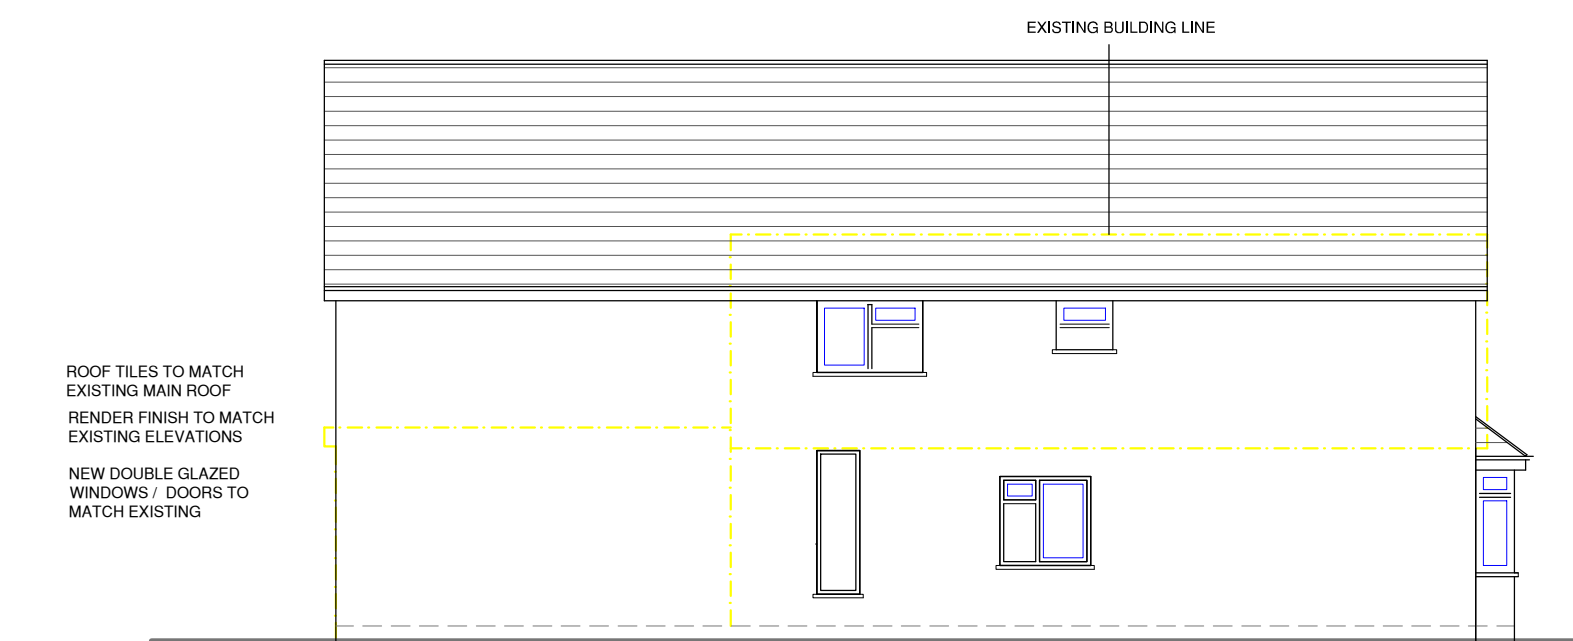 EXISTING BUILDING LINE
ROOF TILES TO MATCH
EXISTING MAIN ROOF
RENDER FINISH TO MATCH
EXISTING ELEVATIONS
NEW DOUBLE GLAZED
WINDOWS / DOORS TO
MATCH EXISTING